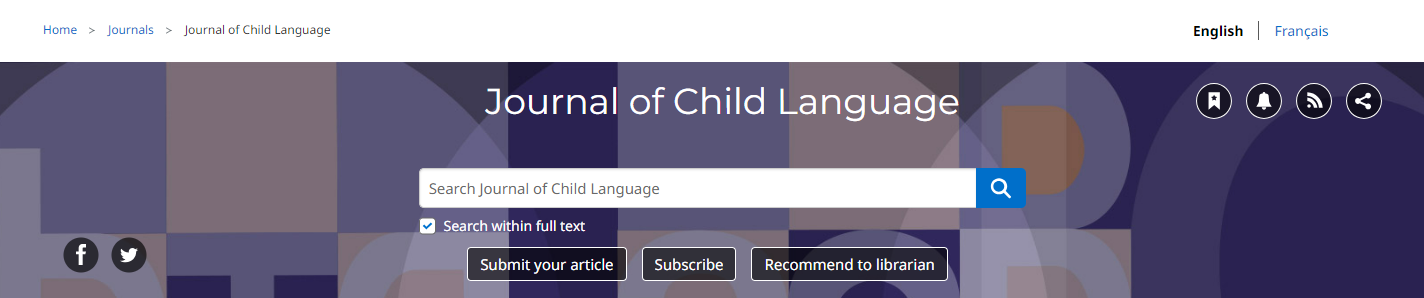 Home > Journals > Journal of Child Language
English | Français
Journal of Child Language
Search Journal of Child Language
Search within full text
Submit your article
Subscribe
Recommend to librarian